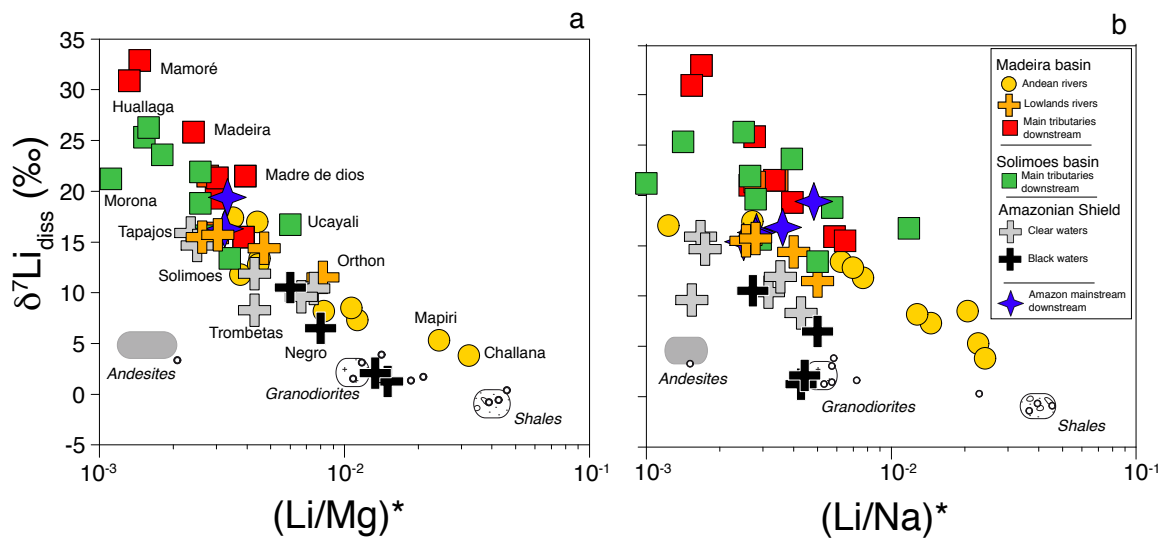 a
b
δ⁷Li_diss (‰)
35
30
25
20
15
10
5
0
-5
Mamoré
Huallaga
Madeira
Madre de dios
Morona
Ucayali
Tapajos
Solimoes
Orthon
Trombetas
Negro
Mapiri
Challana
Andesites
Granodiorites
Shales
10⁻³
10⁻²
10⁻¹
(Li/Mg)*
Madeira basin
Andean rivers
Lowlands rivers
Main tributaries
downstream
Solimoes basin
Main tributaries
downstream
Amazonian Shield
Clear waters
Black waters
Amazon mainstream
downstream
Andesites
Granodiorites
Shales
10⁻³
10⁻²
10⁻¹
(Li/Na)*